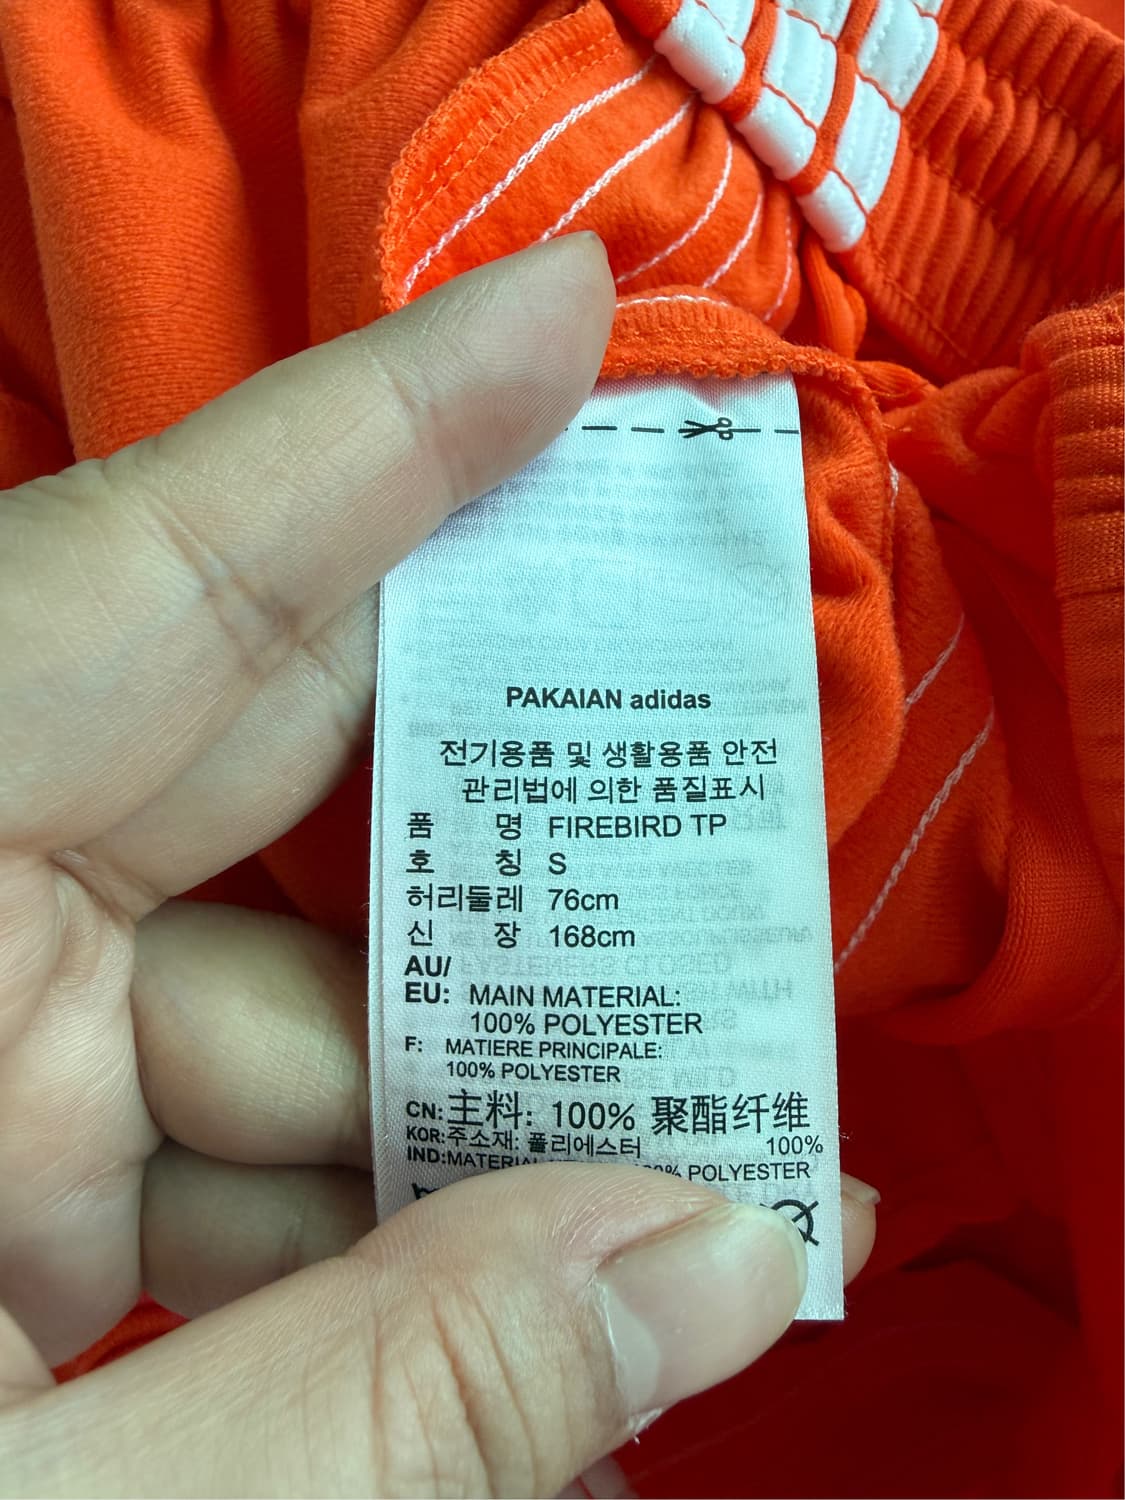 PAKAIAN adidas
전기용품 및 생활용품 안전
관리법에 의한 품질표시
품 명 FIREBIRD TP
호 칭 S
허리둘레 76cm
신 장 168cm
AU/
EU: MAIN MATERIAL:
100% POLYESTER
F: MATIERE PRINCIPALE:
100% POLYESTER
CN:主料: 100% 聚酯纤维
KOR:주소재: 폴리에스터 100%
IND: POLYESTER